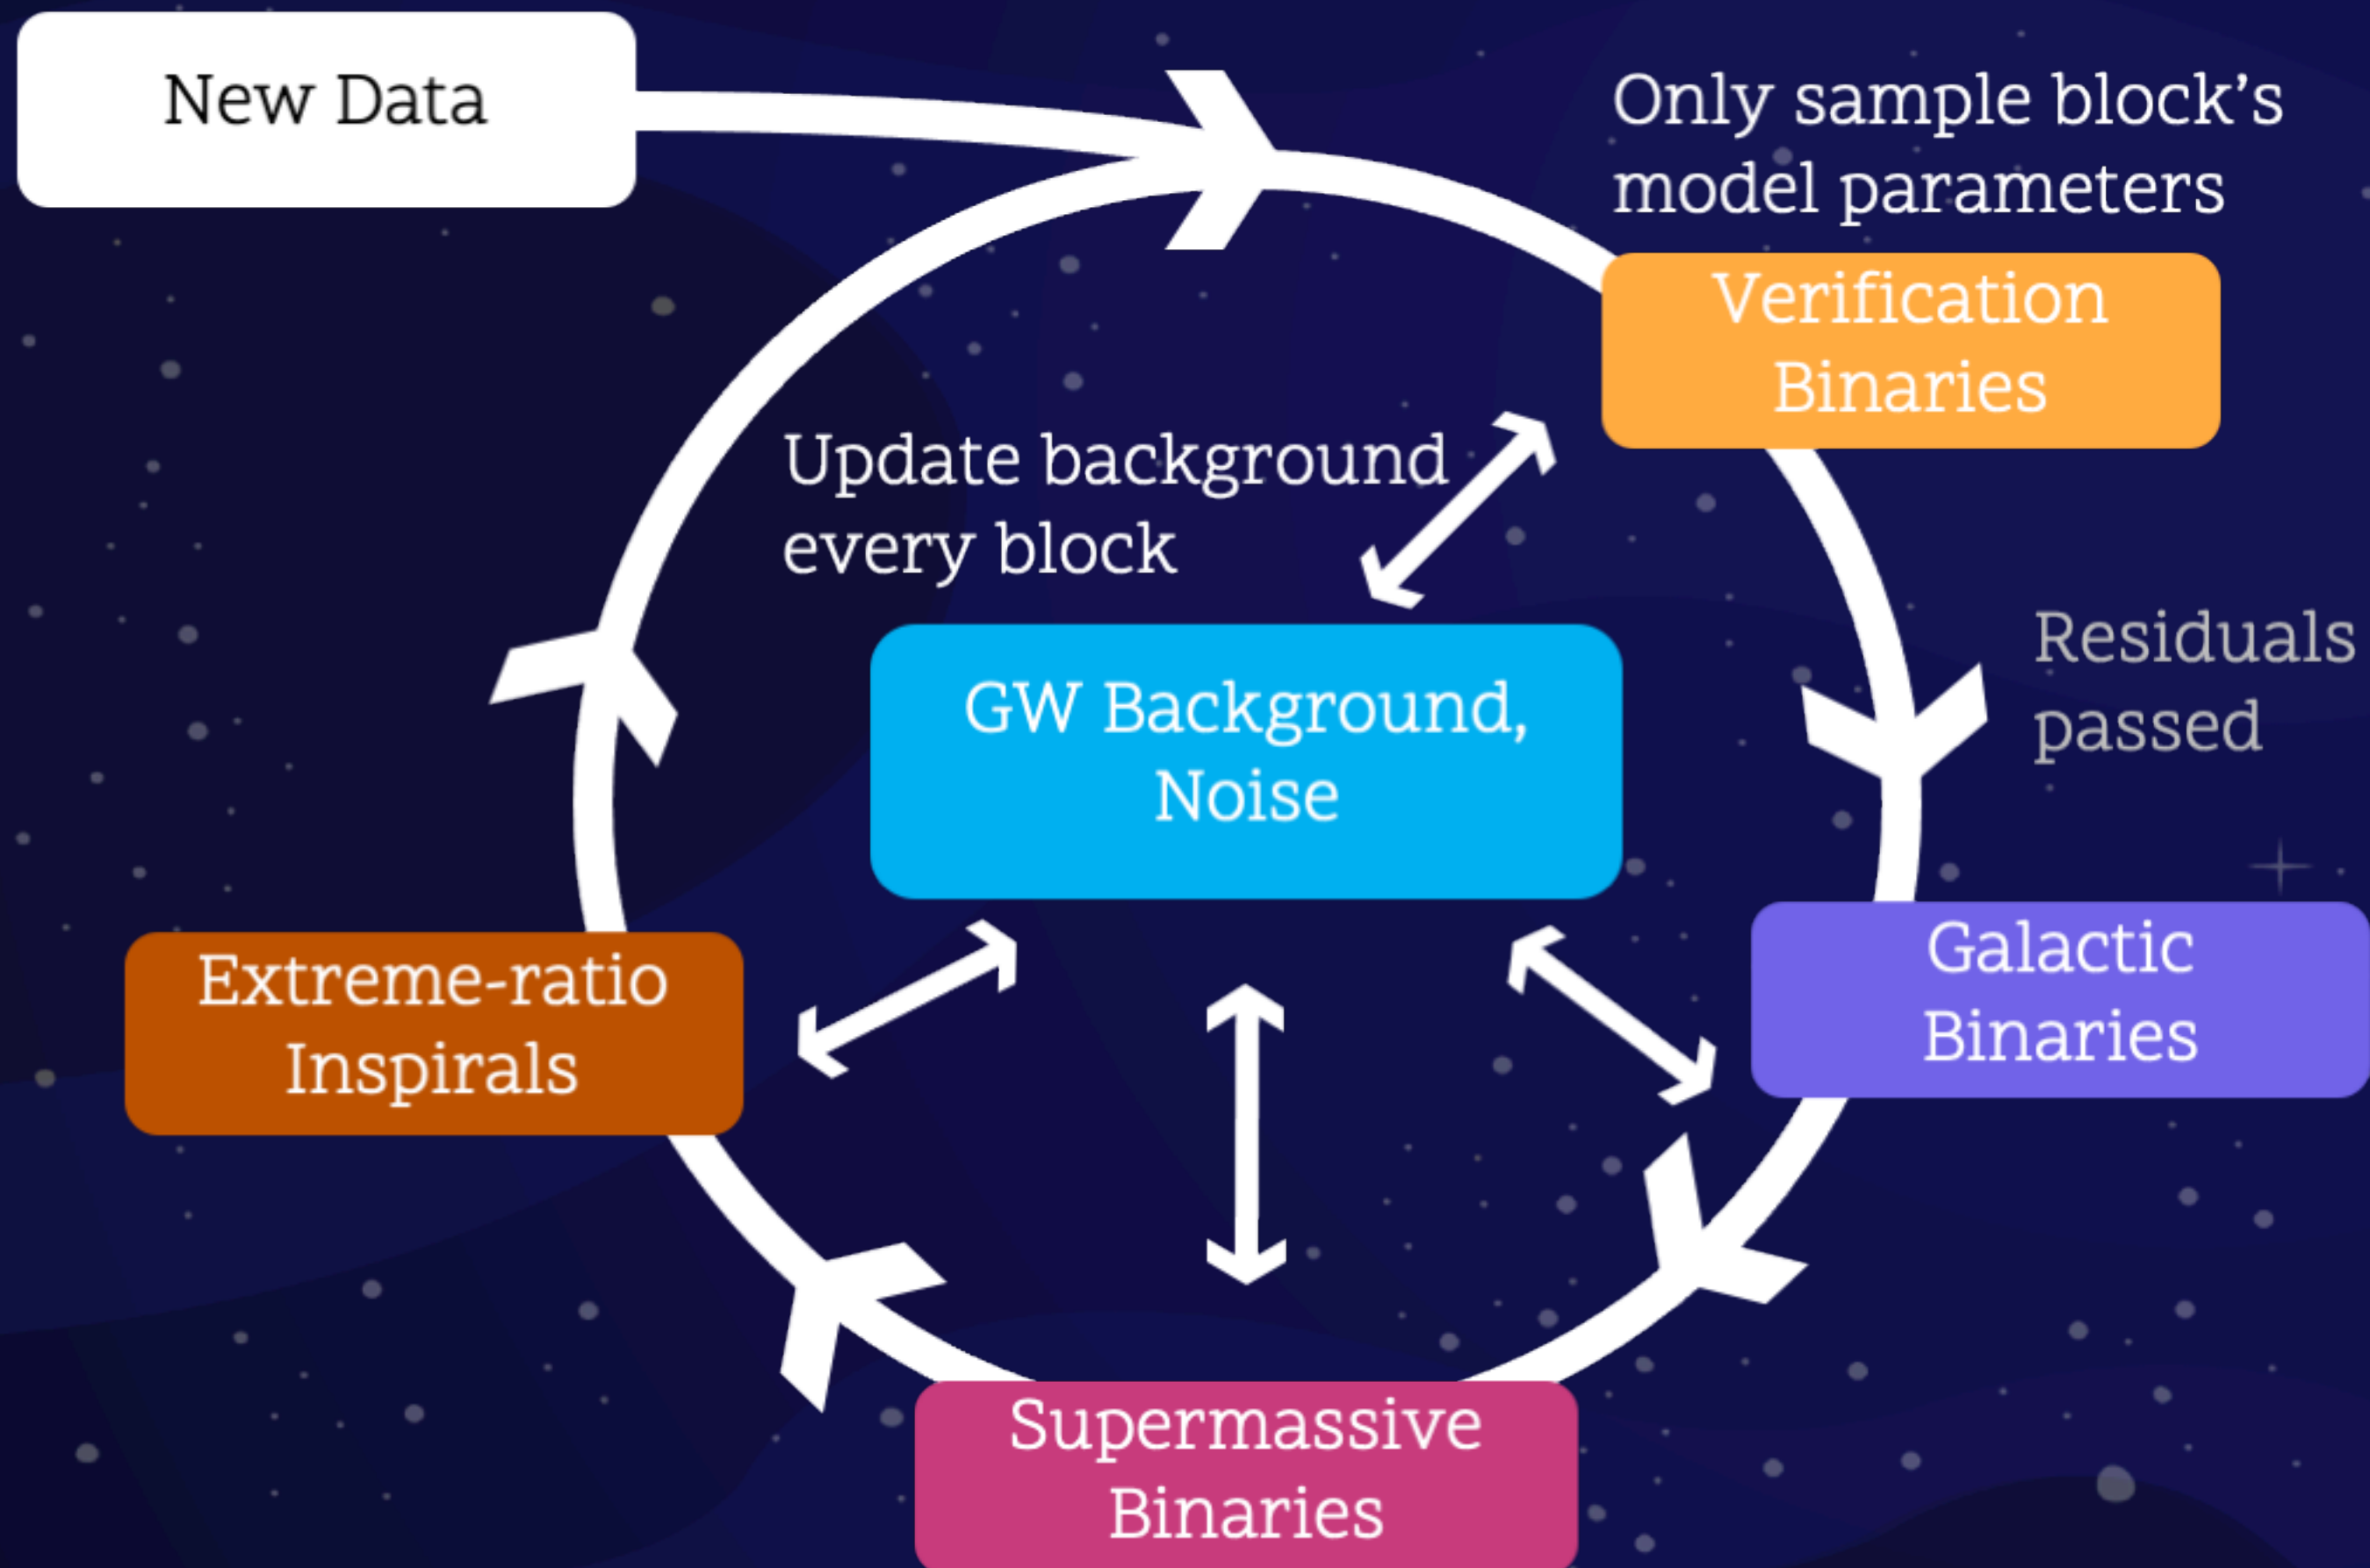 New Data
Only sample block's
model parameters
Verification
Binaries
Update background
every block
Residuals
passed
GW Background,
Noise
Galactic
Binaries
Extreme-ratio
Inspirals
Supermassive
Binaries